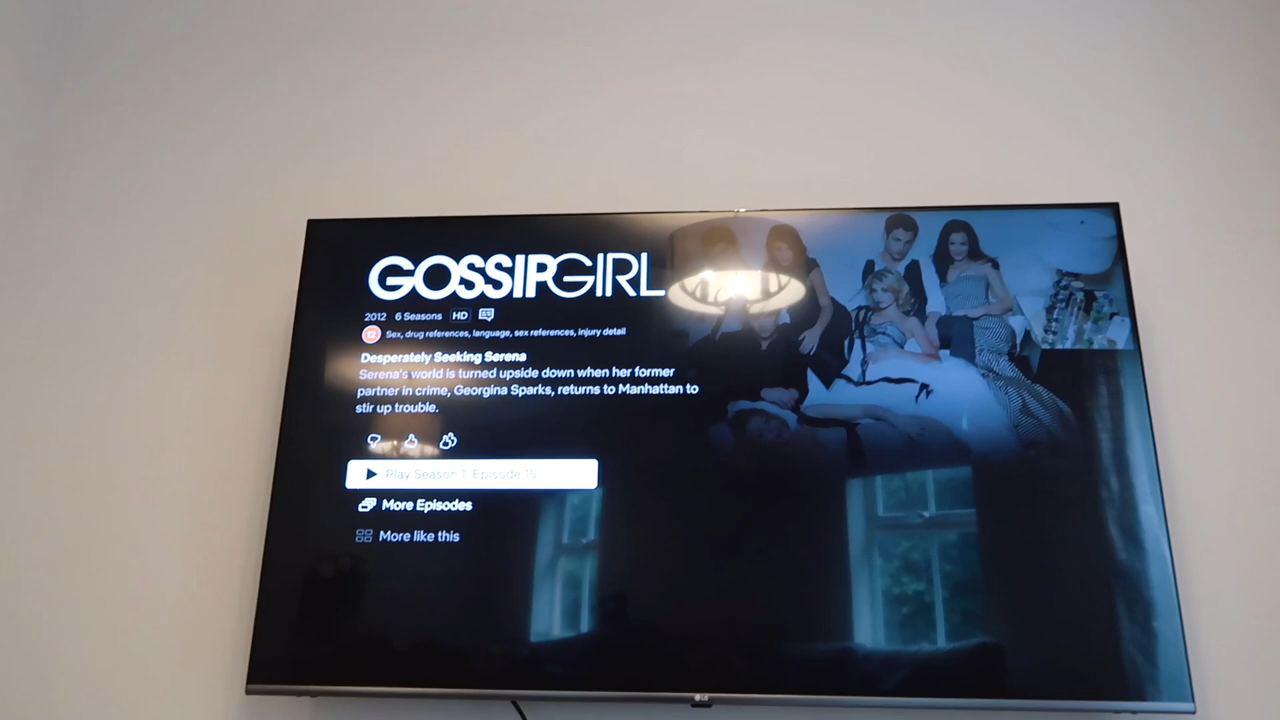 GOSSIPGIRL
2012 6 Seasons HD
12 Sex, drug references, language, sex references, injury detail
Desperately Seeking Serena
Serena's world is turned upside down when her former
partner in crime, Georgina Sparks, returns to Manhattan to
stir up trouble.
Play Season 1: Episode 15
More Episodes
More like this
LG